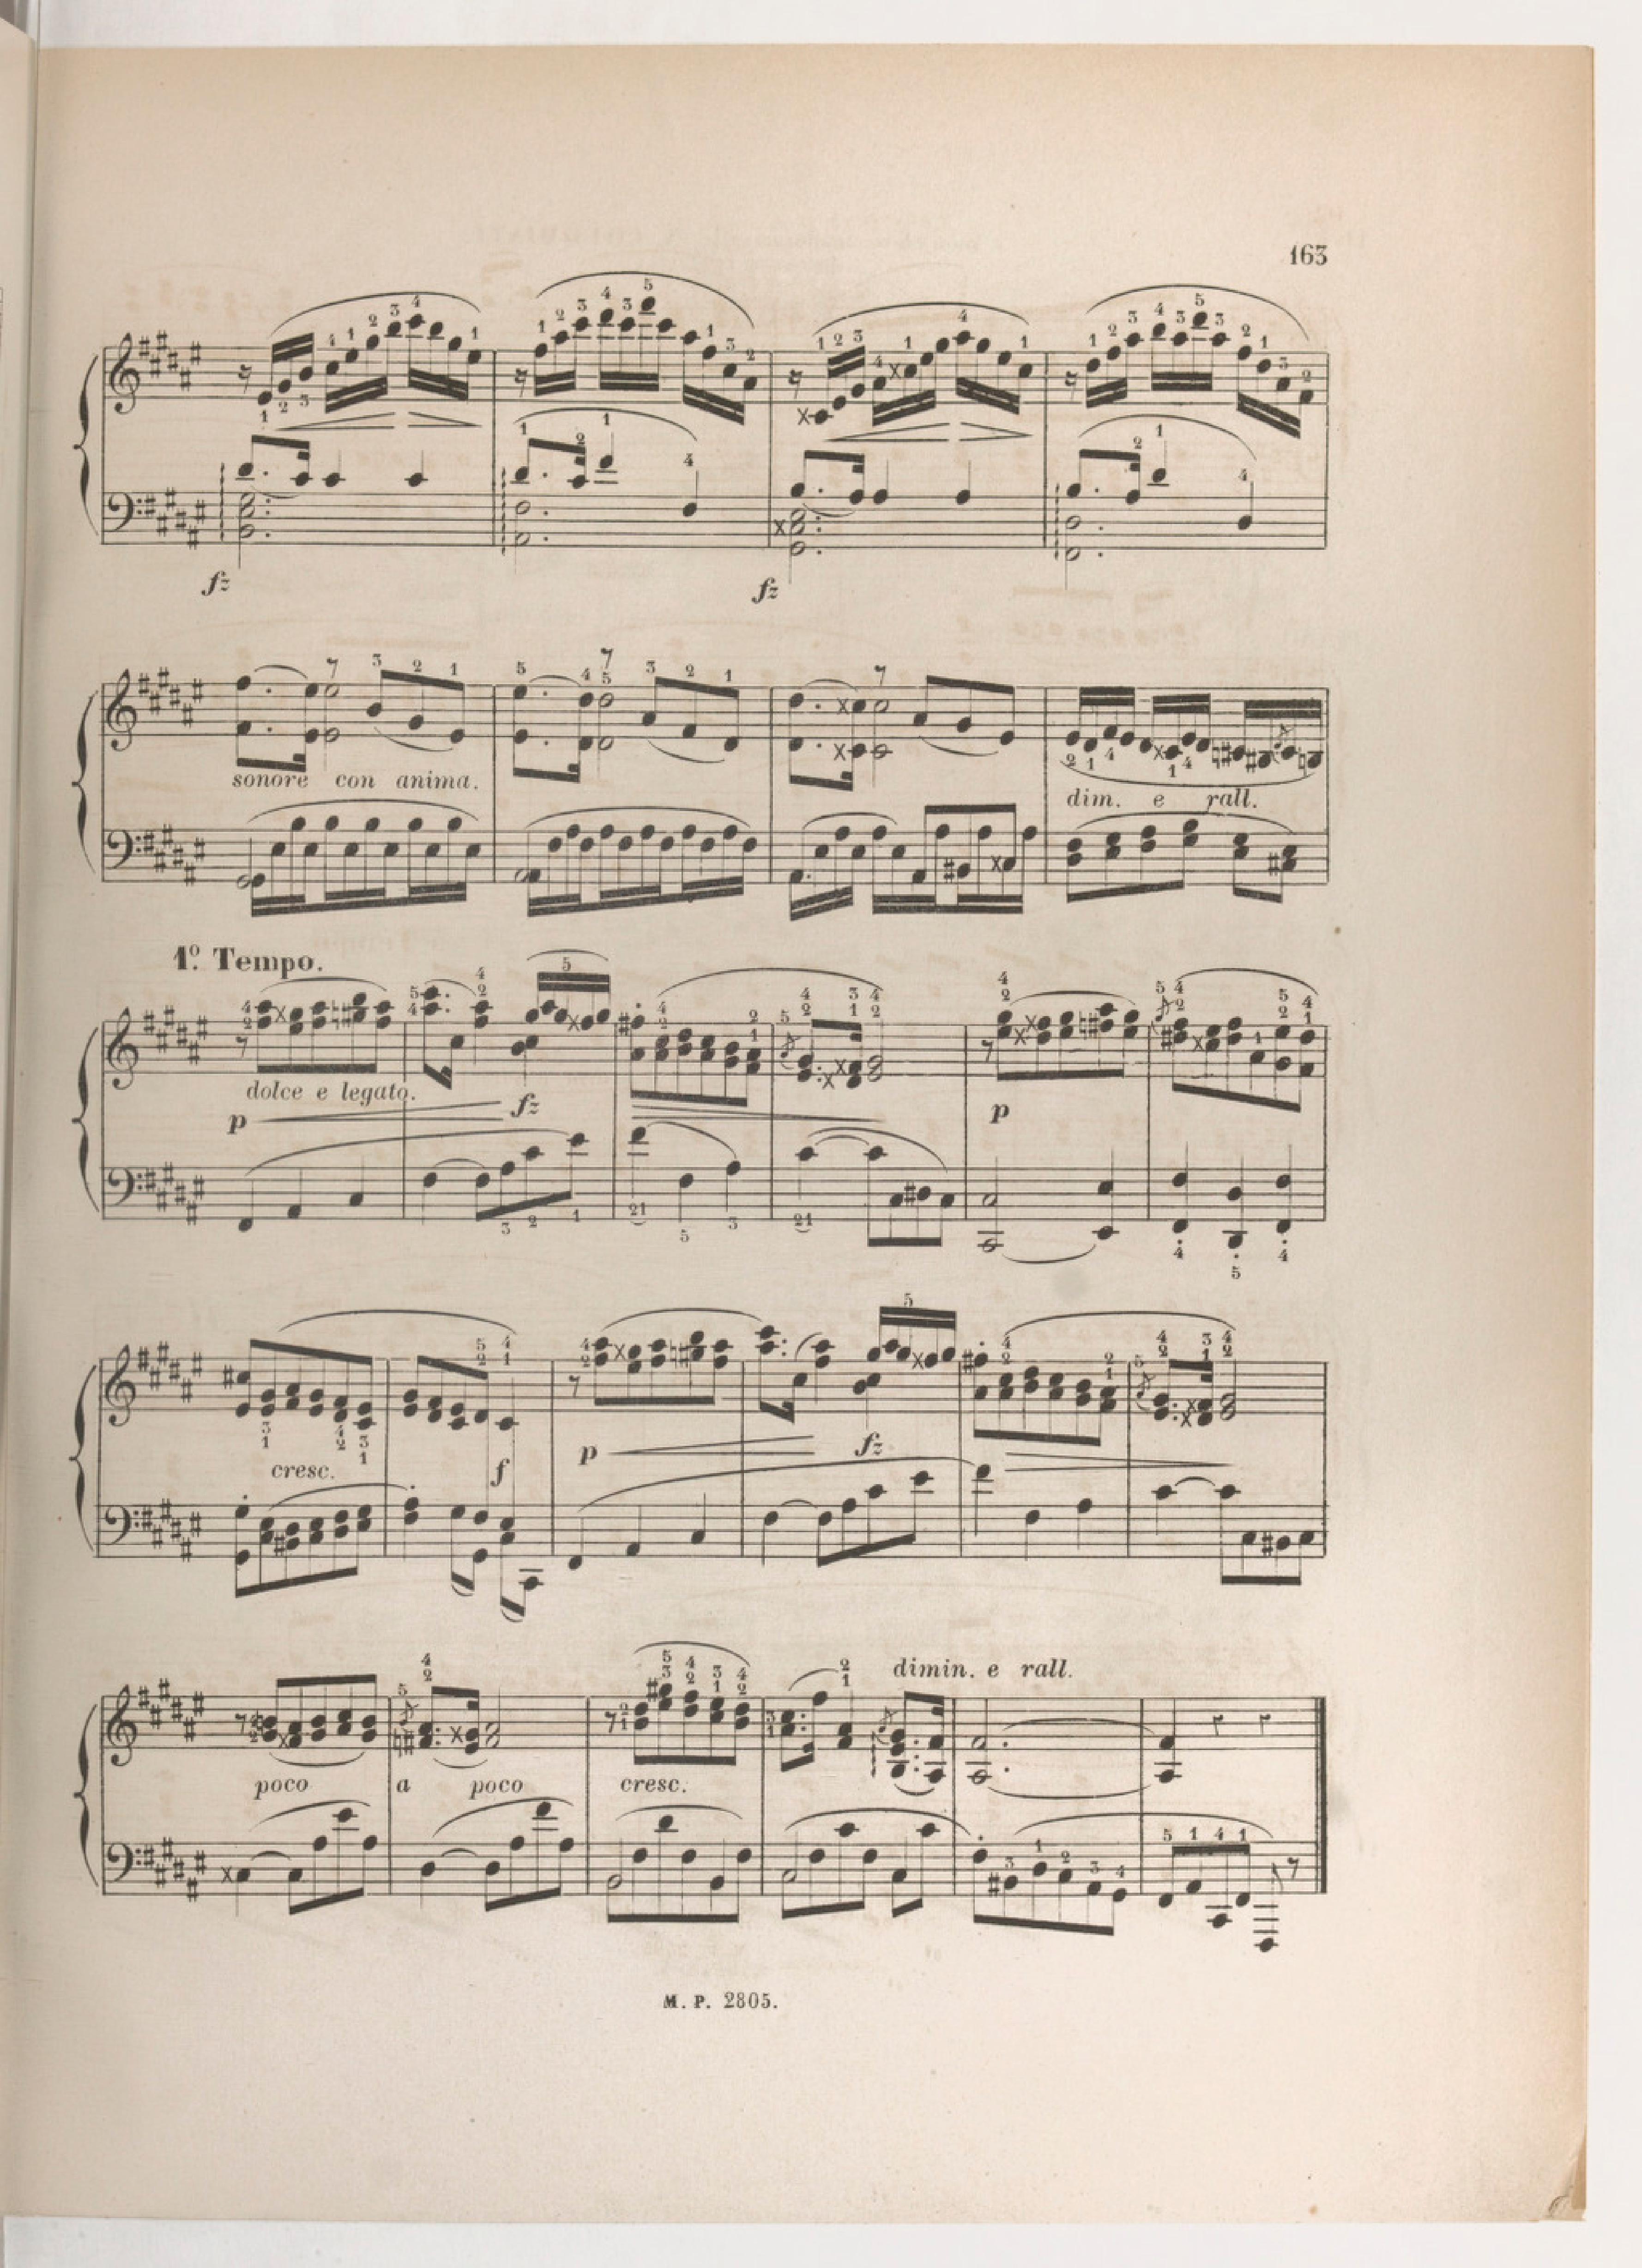 163
fz fz
sonore con anima.
dim. e rall.
1º. Tempo.
dolce e legato.
p fz p
cresc. f p fz
dimin. e rall.
poco a poco cresc.
M. P. 2805.